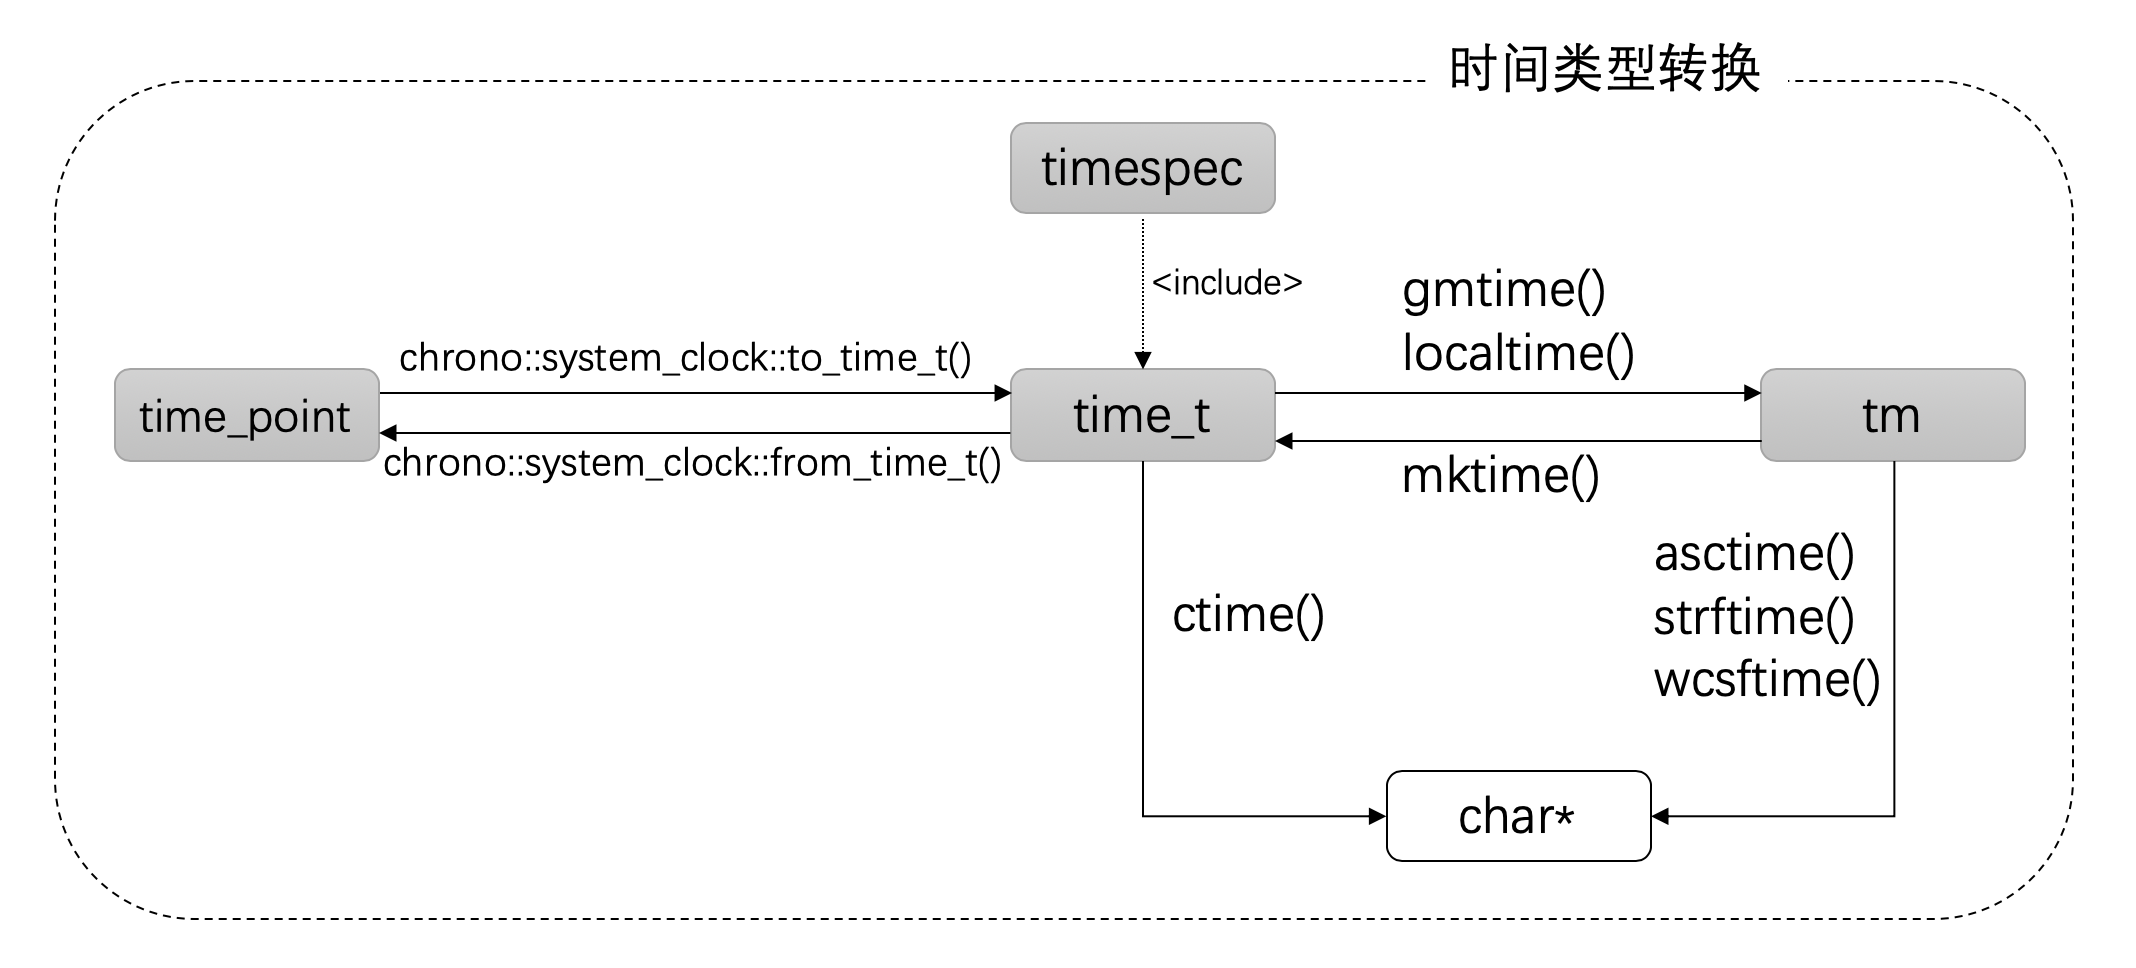 时间类型转换
timespec
<include>
gmtime()
localtime()
chrono::system_clock::to_time_t()
time_point
time_t
tm
chrono::system_clock::from_time_t()
mktime()
asctime()
ctime()
strftime()
wcsftime()
char*